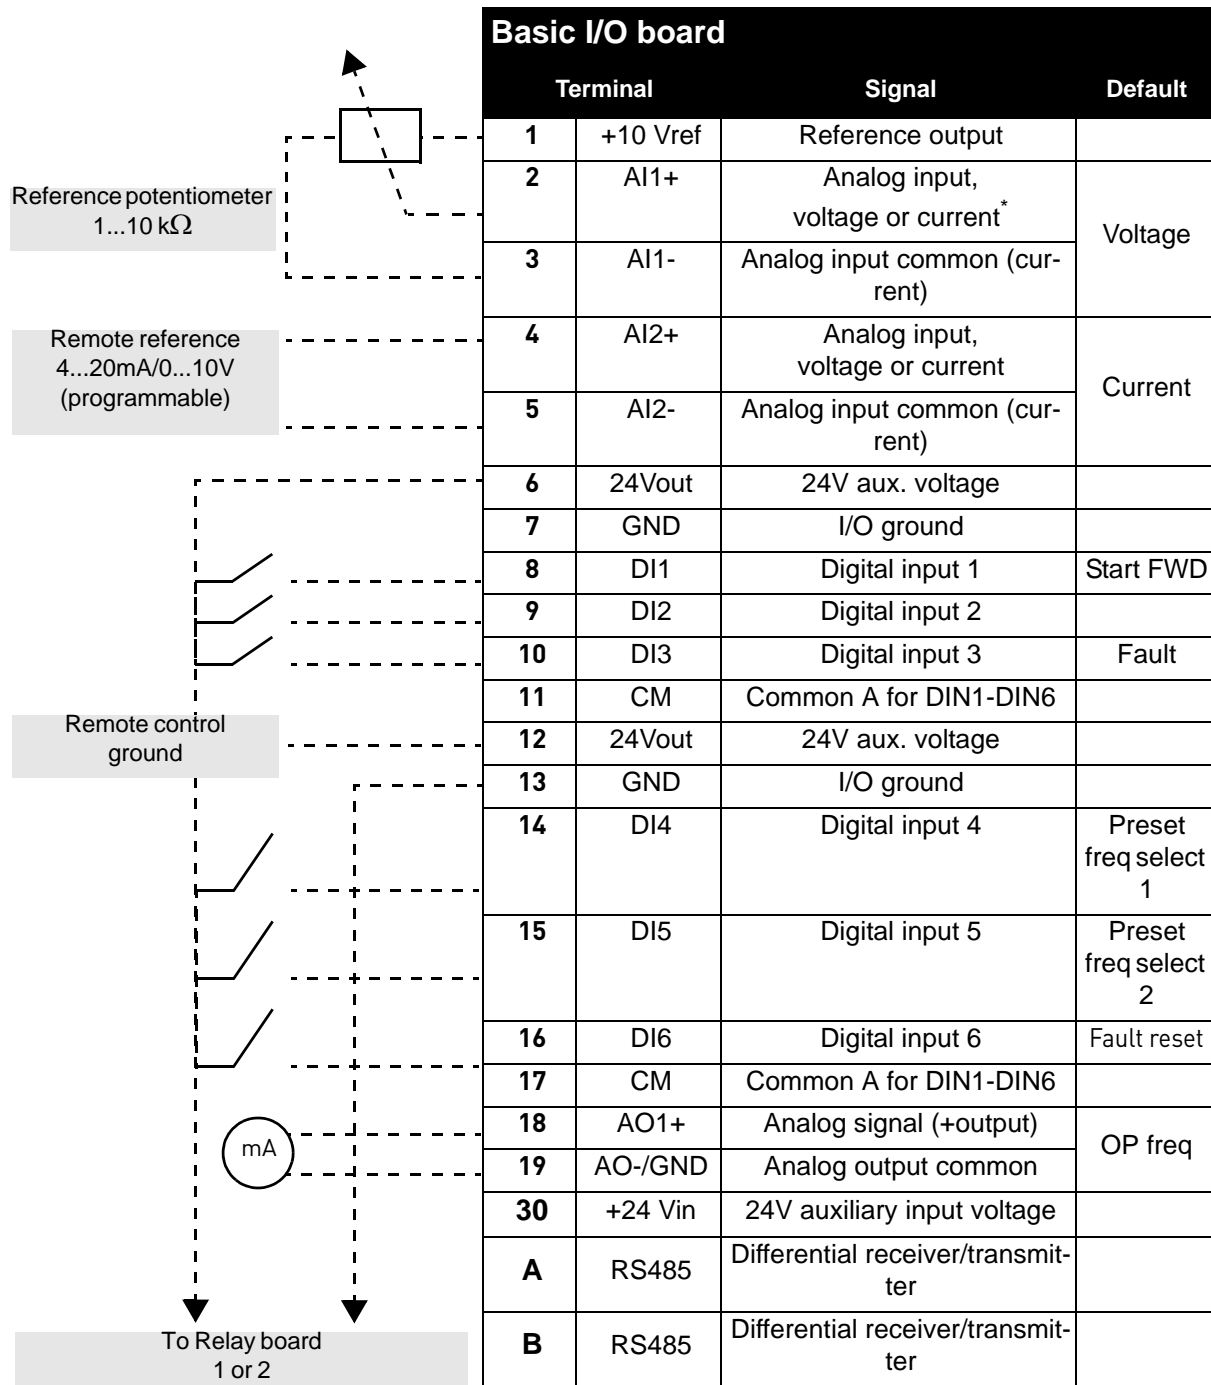 Basic I/O board
Terminal Signal Default
1 +10 Vref Reference output
Reference potentiometer
1...10 kΩ
2 AI1+ Analog input,
voltage or current*
Voltage
3 AI1- Analog input common (cur-
rent)
Remote reference
4...20mA/0...10V
(programmable)
4 AI2+ Analog input,
voltage or current
Current
5 AI2- Analog input common (cur-
rent)
6 24Vout 24V aux. voltage
7 GND I/O ground
8 DI1 Digital input 1 Start FWD
9 DI2 Digital input 2
10 DI3 Digital input 3 Fault
11 CM Common A for DIN1-DIN6
Remote control
ground
12 24Vout 24V aux. voltage
13 GND I/O ground
14 DI4 Digital input 4 Preset
freq select
1
15 DI5 Digital input 5 Preset
freq select
2
16 DI6 Digital input 6 Fault reset
17 CM Common A for DIN1-DIN6
mA
18 AO1+ Analog signal (+output)
OP freq
19 AO-/GND Analog output common
30 +24 Vin 24V auxiliary input voltage
A RS485 Differential receiver/transmit-
ter
B RS485 Differential receiver/transmit-
ter
To Relay board
1 or 2